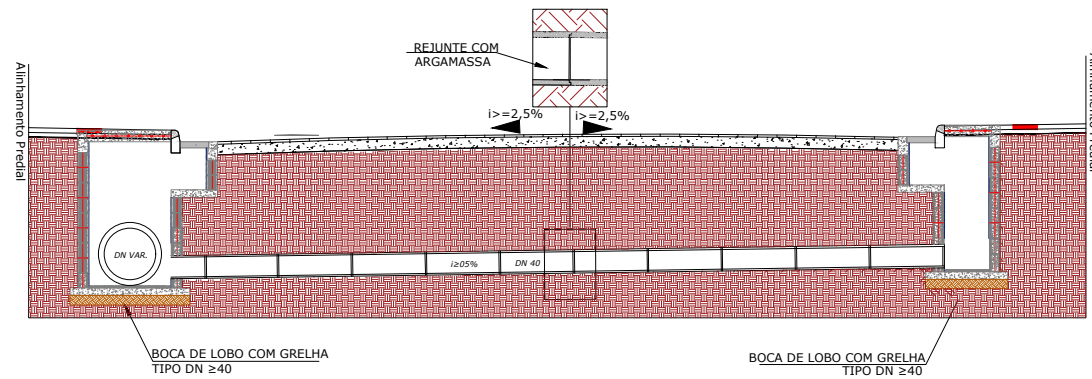 REJUNTE COM
ARGAMASSA
i>=2,5%
i>=2,5%
Alinhamento Predial
DN VAR.
i≥05%
DN 40
BOCA DE LOBO COM GRELHA
TIPO DN ≥40
BOCA DE LOBO COM GRELHA
TIPO DN ≥40